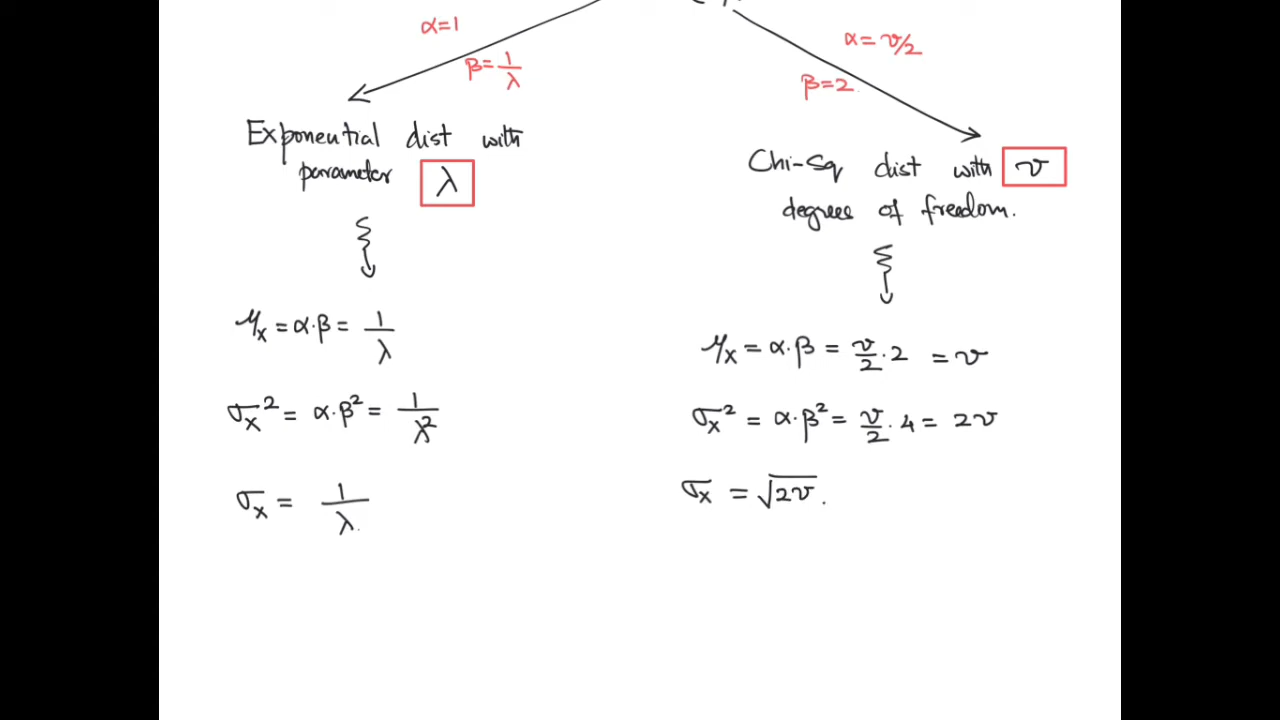 α=1
β=1/λ
α=ν/2
β=2
Exponential dist with
parameter λ
μx = α·β = 1/λ
σx² = α·β² = 1/λ²
σx = 1/λ
Chi-Sq dist with ν
degrees of freedom.
μx = α·β = ν/2·2 = ν
σx² = α·β² = ν/2·4 = 2ν
σx = √2ν.